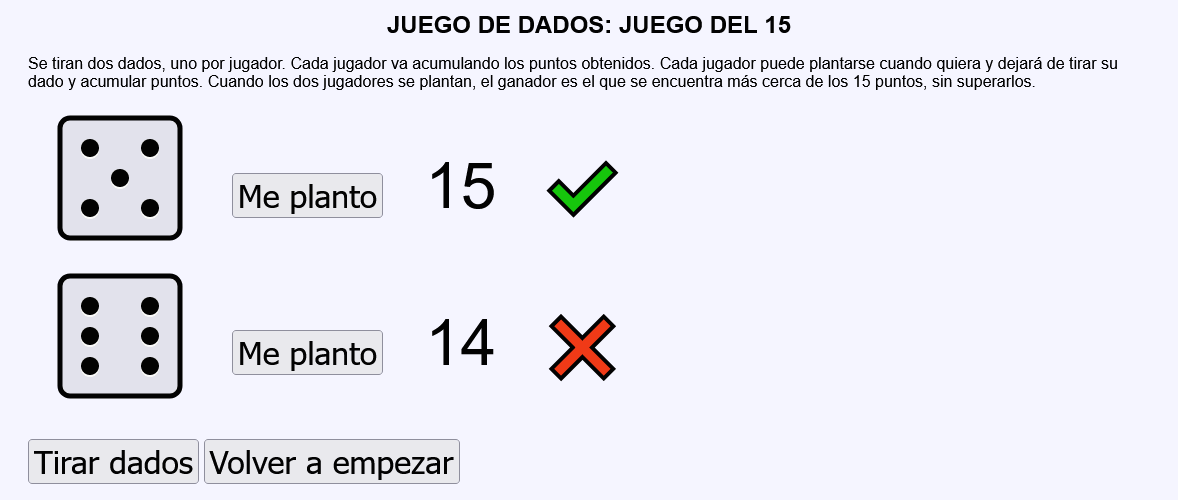 JUEGO DE DADOS: JUEGO DEL 15
Se tiran dos dados, uno por jugador. Cada jugador va acumulando los puntos obtenidos. Cada jugador puede plantarse cuando quiera y dejará de tirar su
dado y acumular puntos. Cuando los dos jugadores se plantan, el ganador es el que se encuentra más cerca de los 15 puntos, sin superarlos.
Me planto 15
Me planto 14
Tirar dados Volver a empezar